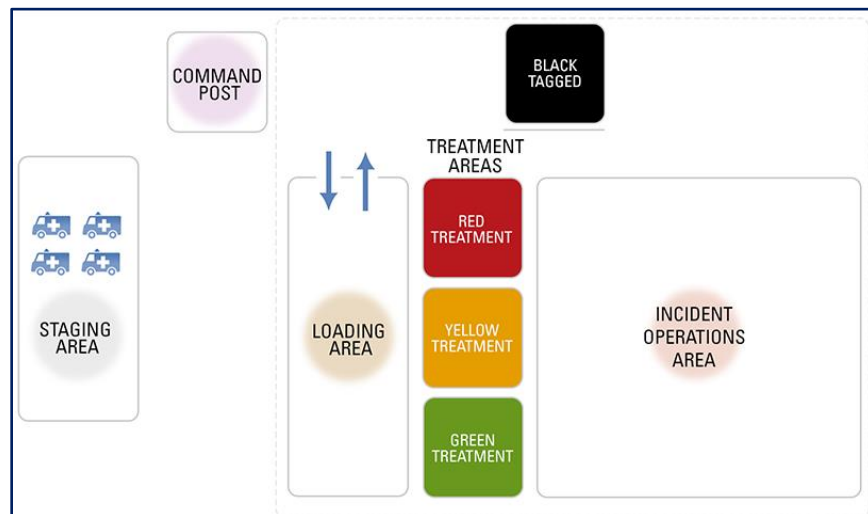 COMMAND
POST
BLACK
TAGGED
TREATMENT
AREAS
RED
TREATMENT
STAGING
AREA
LOADING
AREA
YELLOW
TREATMENT
INCIDENT
OPERATIONS
AREA
GREEN
TREATMENT